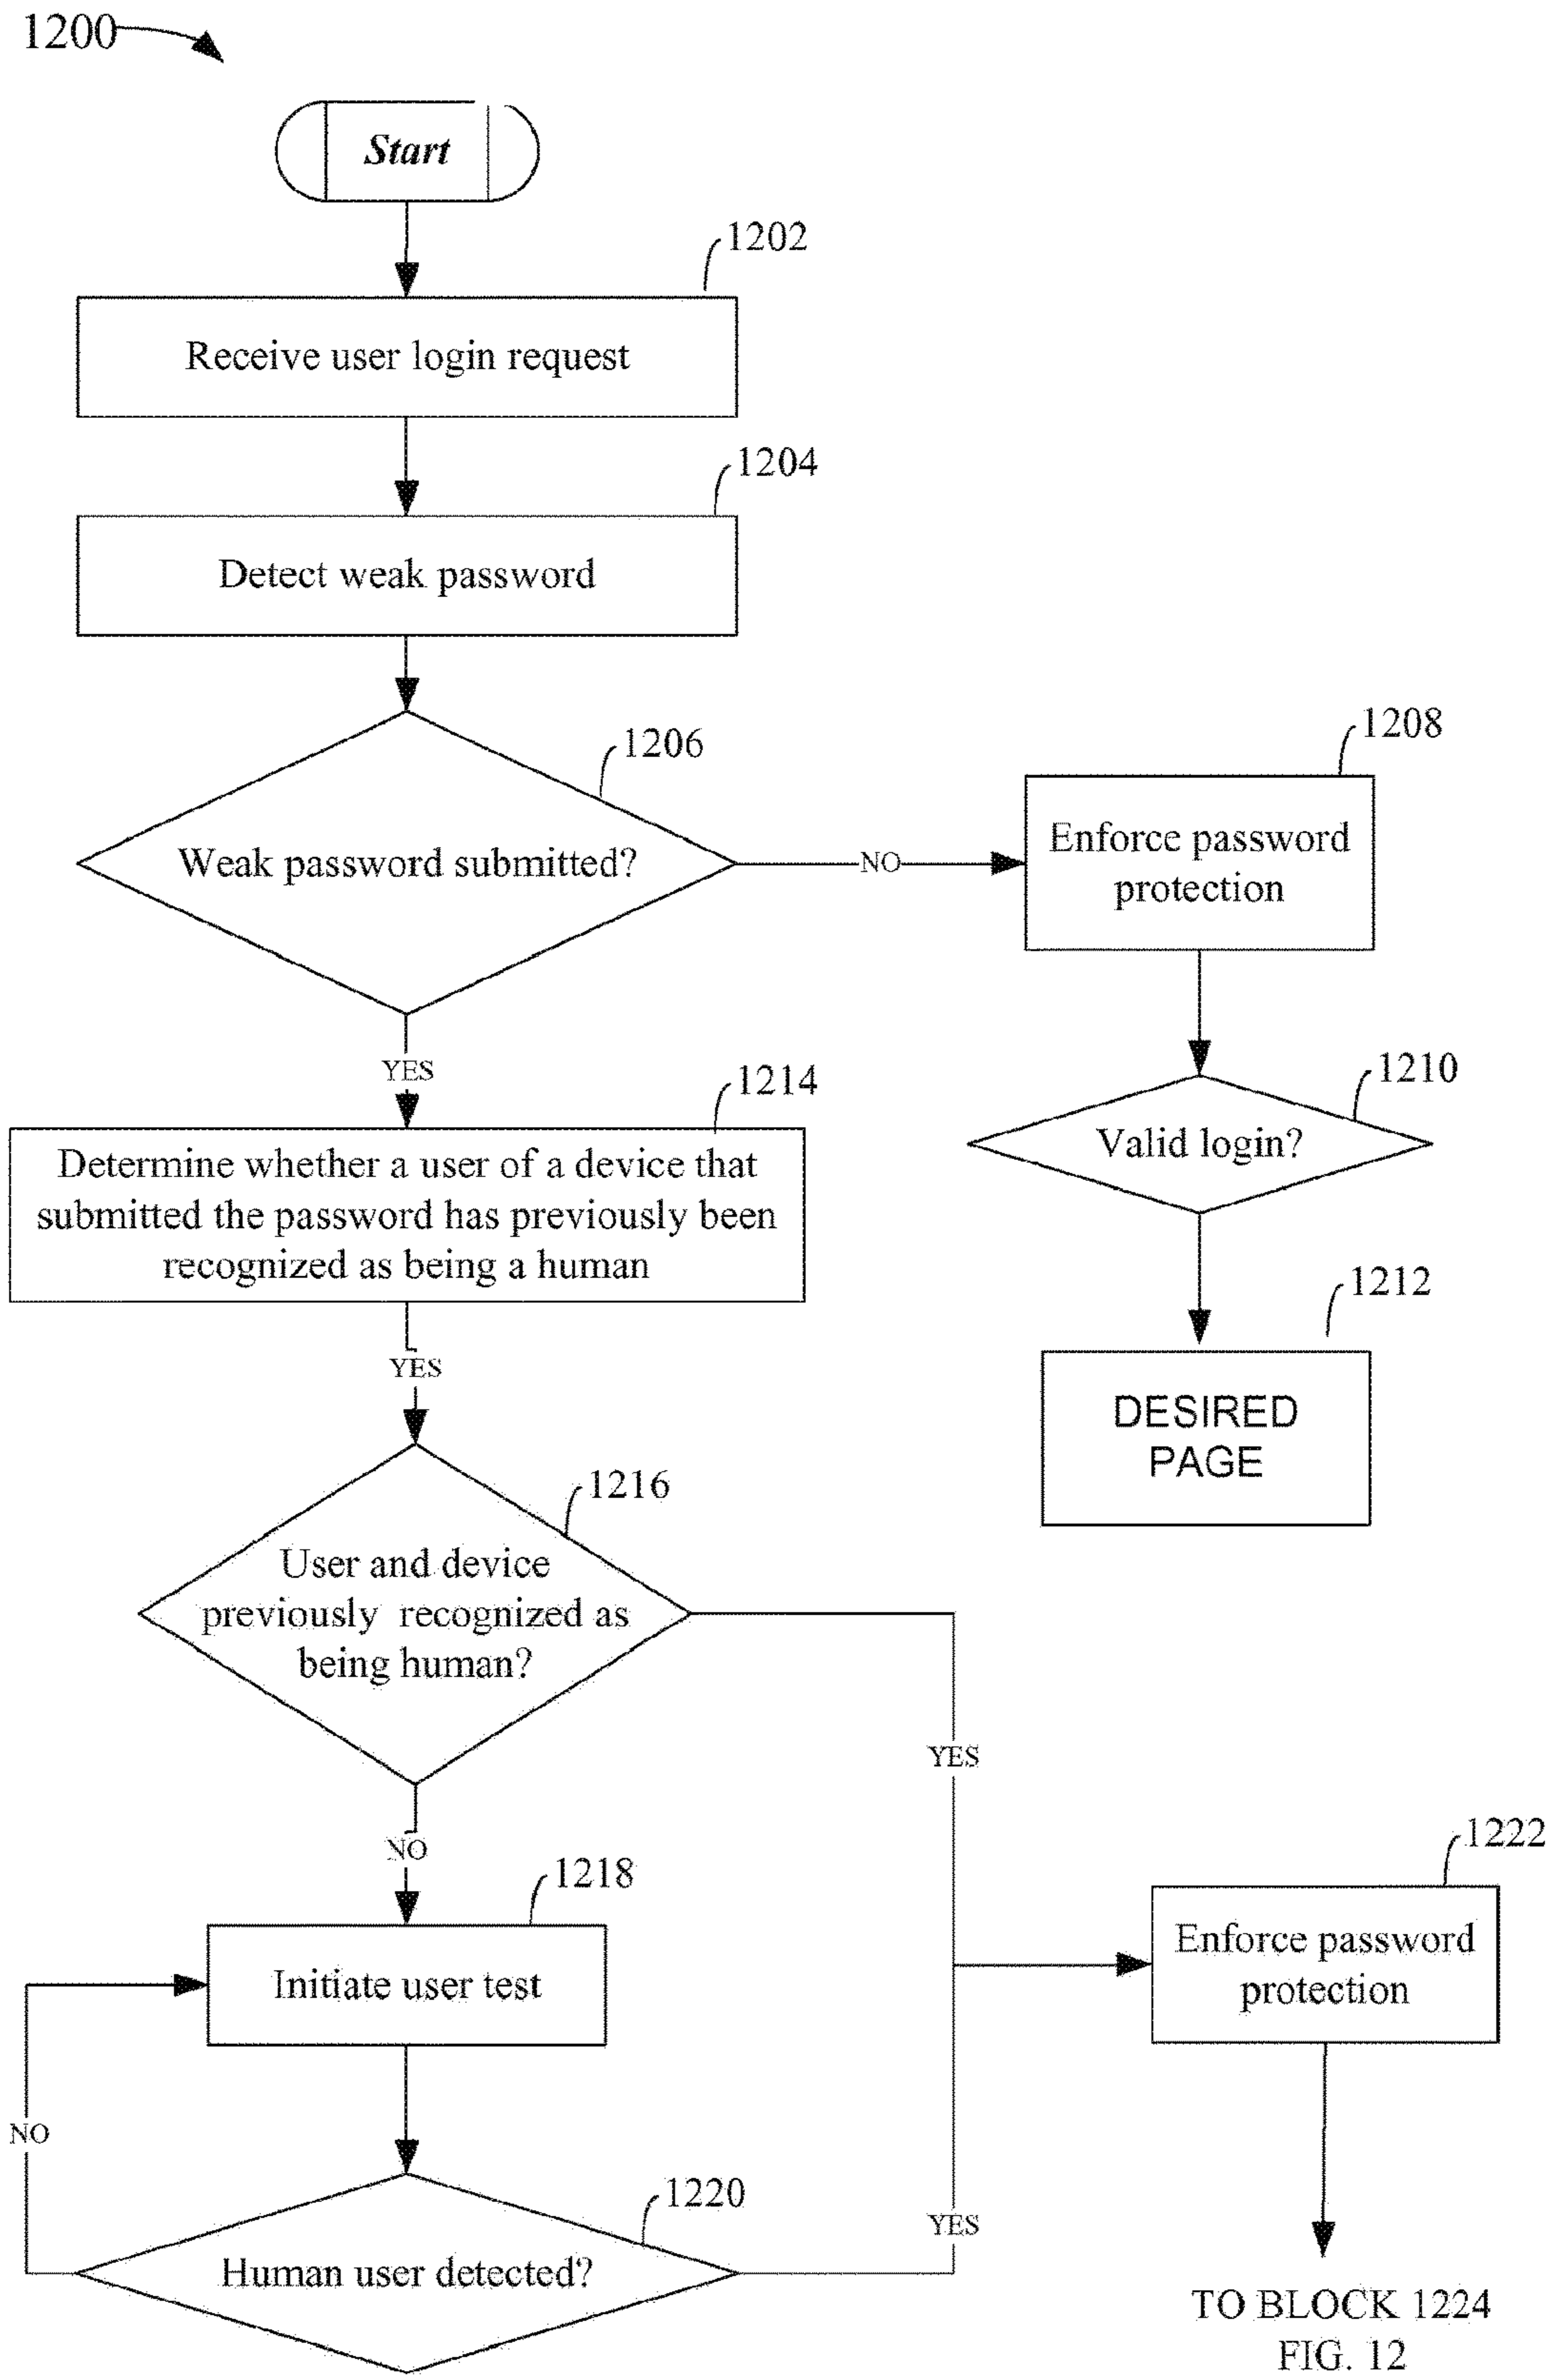 1200
Start
1202
Receive user login request
1204
Detect weak password
1206
Weak password submitted?
NO
1208
Enforce password
protection
YES
1210
Valid login?
1212
DESIRED
PAGE
1214
Determine whether a user of a device that
submitted the password has previously been
recognized as being a human
YES
1216
User and device
previously recognized as
being human?
YES
NO
1218
Initiate user test
NO
1220
Human user detected?
YES
1222
Enforce password
protection
TO BLOCK 1224
FIG. 12